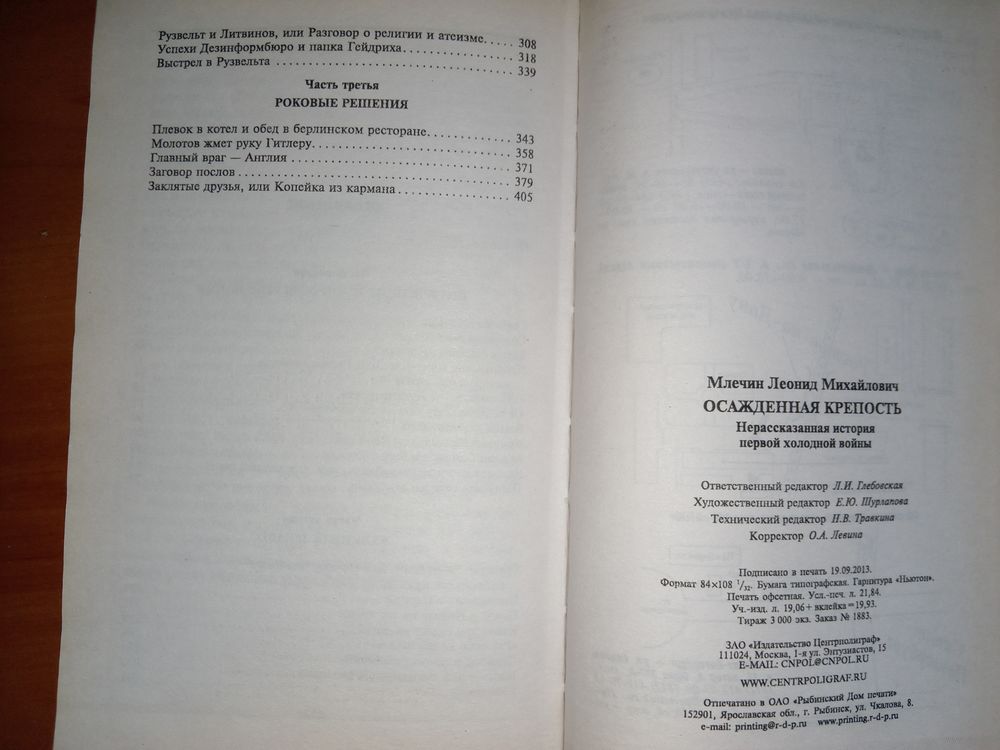 Рузвельт и Литвинов, или Разговор о религии и атеизме..... 308
Успехи Дезинформбюро и папка Гейдриха.................... 318
Выстрел в Рузвельта .................................... 339
Часть третья
РОКОВЫЕ РЕШЕНИЯ
Плевок в котел и обед в берлинском ресторане............. 343
Молотов жмет руку Гитлеру............................... 358
Главный враг — Англия .................................. 371
Заговор послов ......................................... 379
Заклятые друзья, или Копейка из кармана ................. 405
Млечин Леонид Михайлович
ОСАЖДЕННАЯ КРЕПОСТЬ
Нерассказанная история
первой холодной войны
Ответственный редактор Л.И. Глебовская
Художественный редактор Е.Ю. Шурлапова
Технический редактор Н.В. Травкина
Корректор О.А. Левина
Подписано в печать 19.09.2013.
Формат 84×108 1/32. Бумага типографская. Гарнитура «Ньютон».
Печать офсетная. Усл.-печ. л. 21,84.
Уч.-изд. л. 19,06 + вклейка = 19,93.
Тираж 3 000 экз. Заказ № 1883.
ЗАО «Издательство Центрполиграф»
111024, Москва, 1-я ул. Энтузиастов, 15
E-MAIL: CNPOL@CNPOL.RU
WWW.CENTRPOLIGRAF.RU
Отпечатано в ОАО «Рыбинский Дом печати»
152901, Ярославская обл., г. Рыбинск, ул. Чкалова, 8.
e-mail: printing@r-d-p.ru www.printing.r-d-p.ru